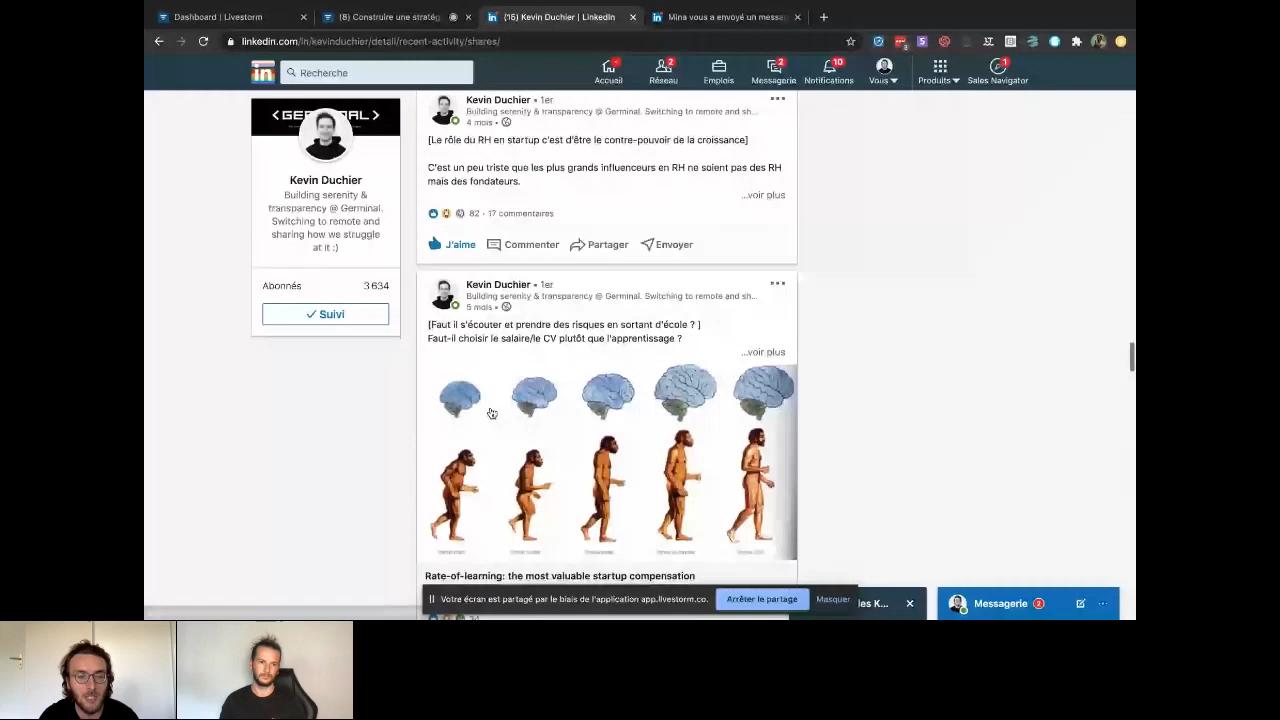 Dashboard | Livestorm
(8) Construire une stratég
(15) Kevin Duchier | LinkedIn
Mina vous a envoyé un messa
linkedin.com/in/kevinduchier/detail/recent-activity/shares/
in
Recherche
Accueil
2
Réseau
Emplois
2
Messagerie
10
Notifications
Vous
Produits
1
Sales Navigator
Kevin Duchier
Building serenity &
transparency @ Germinal.
Switching to remote and
sharing how we struggle
at it :)
Abonnés 3 634
Suivi
Kevin Duchier • 1er
Building serenity & transparency @ Germinal. Switching to remote and sh...
4 mois •
[Le rôle du RH en startup c'est d'être le contre-pouvoir de la croissance]
C'est un peu triste que les plus grands influenceurs en RH ne soient pas des RH
mais des fondateurs.
...voir plus
82 · 17 commentaires
J'aime Commenter Partager Envoyer
Kevin Duchier • 1er
Building serenity & transparency @ Germinal. Switching to remote and sh...
5 mois •
[Faut il s'écouter et prendre des risques en sortant d'école ? ]
Faut-il choisir le salaire/le CV plutôt que l'apprentissage ?
...voir plus
Rate-of-learning: the most valuable startup compensation
Votre écran est partagé par le biais de l'application app.livestorm.co.
Arrêter le partage
Masquer
des K...
Messagerie 2